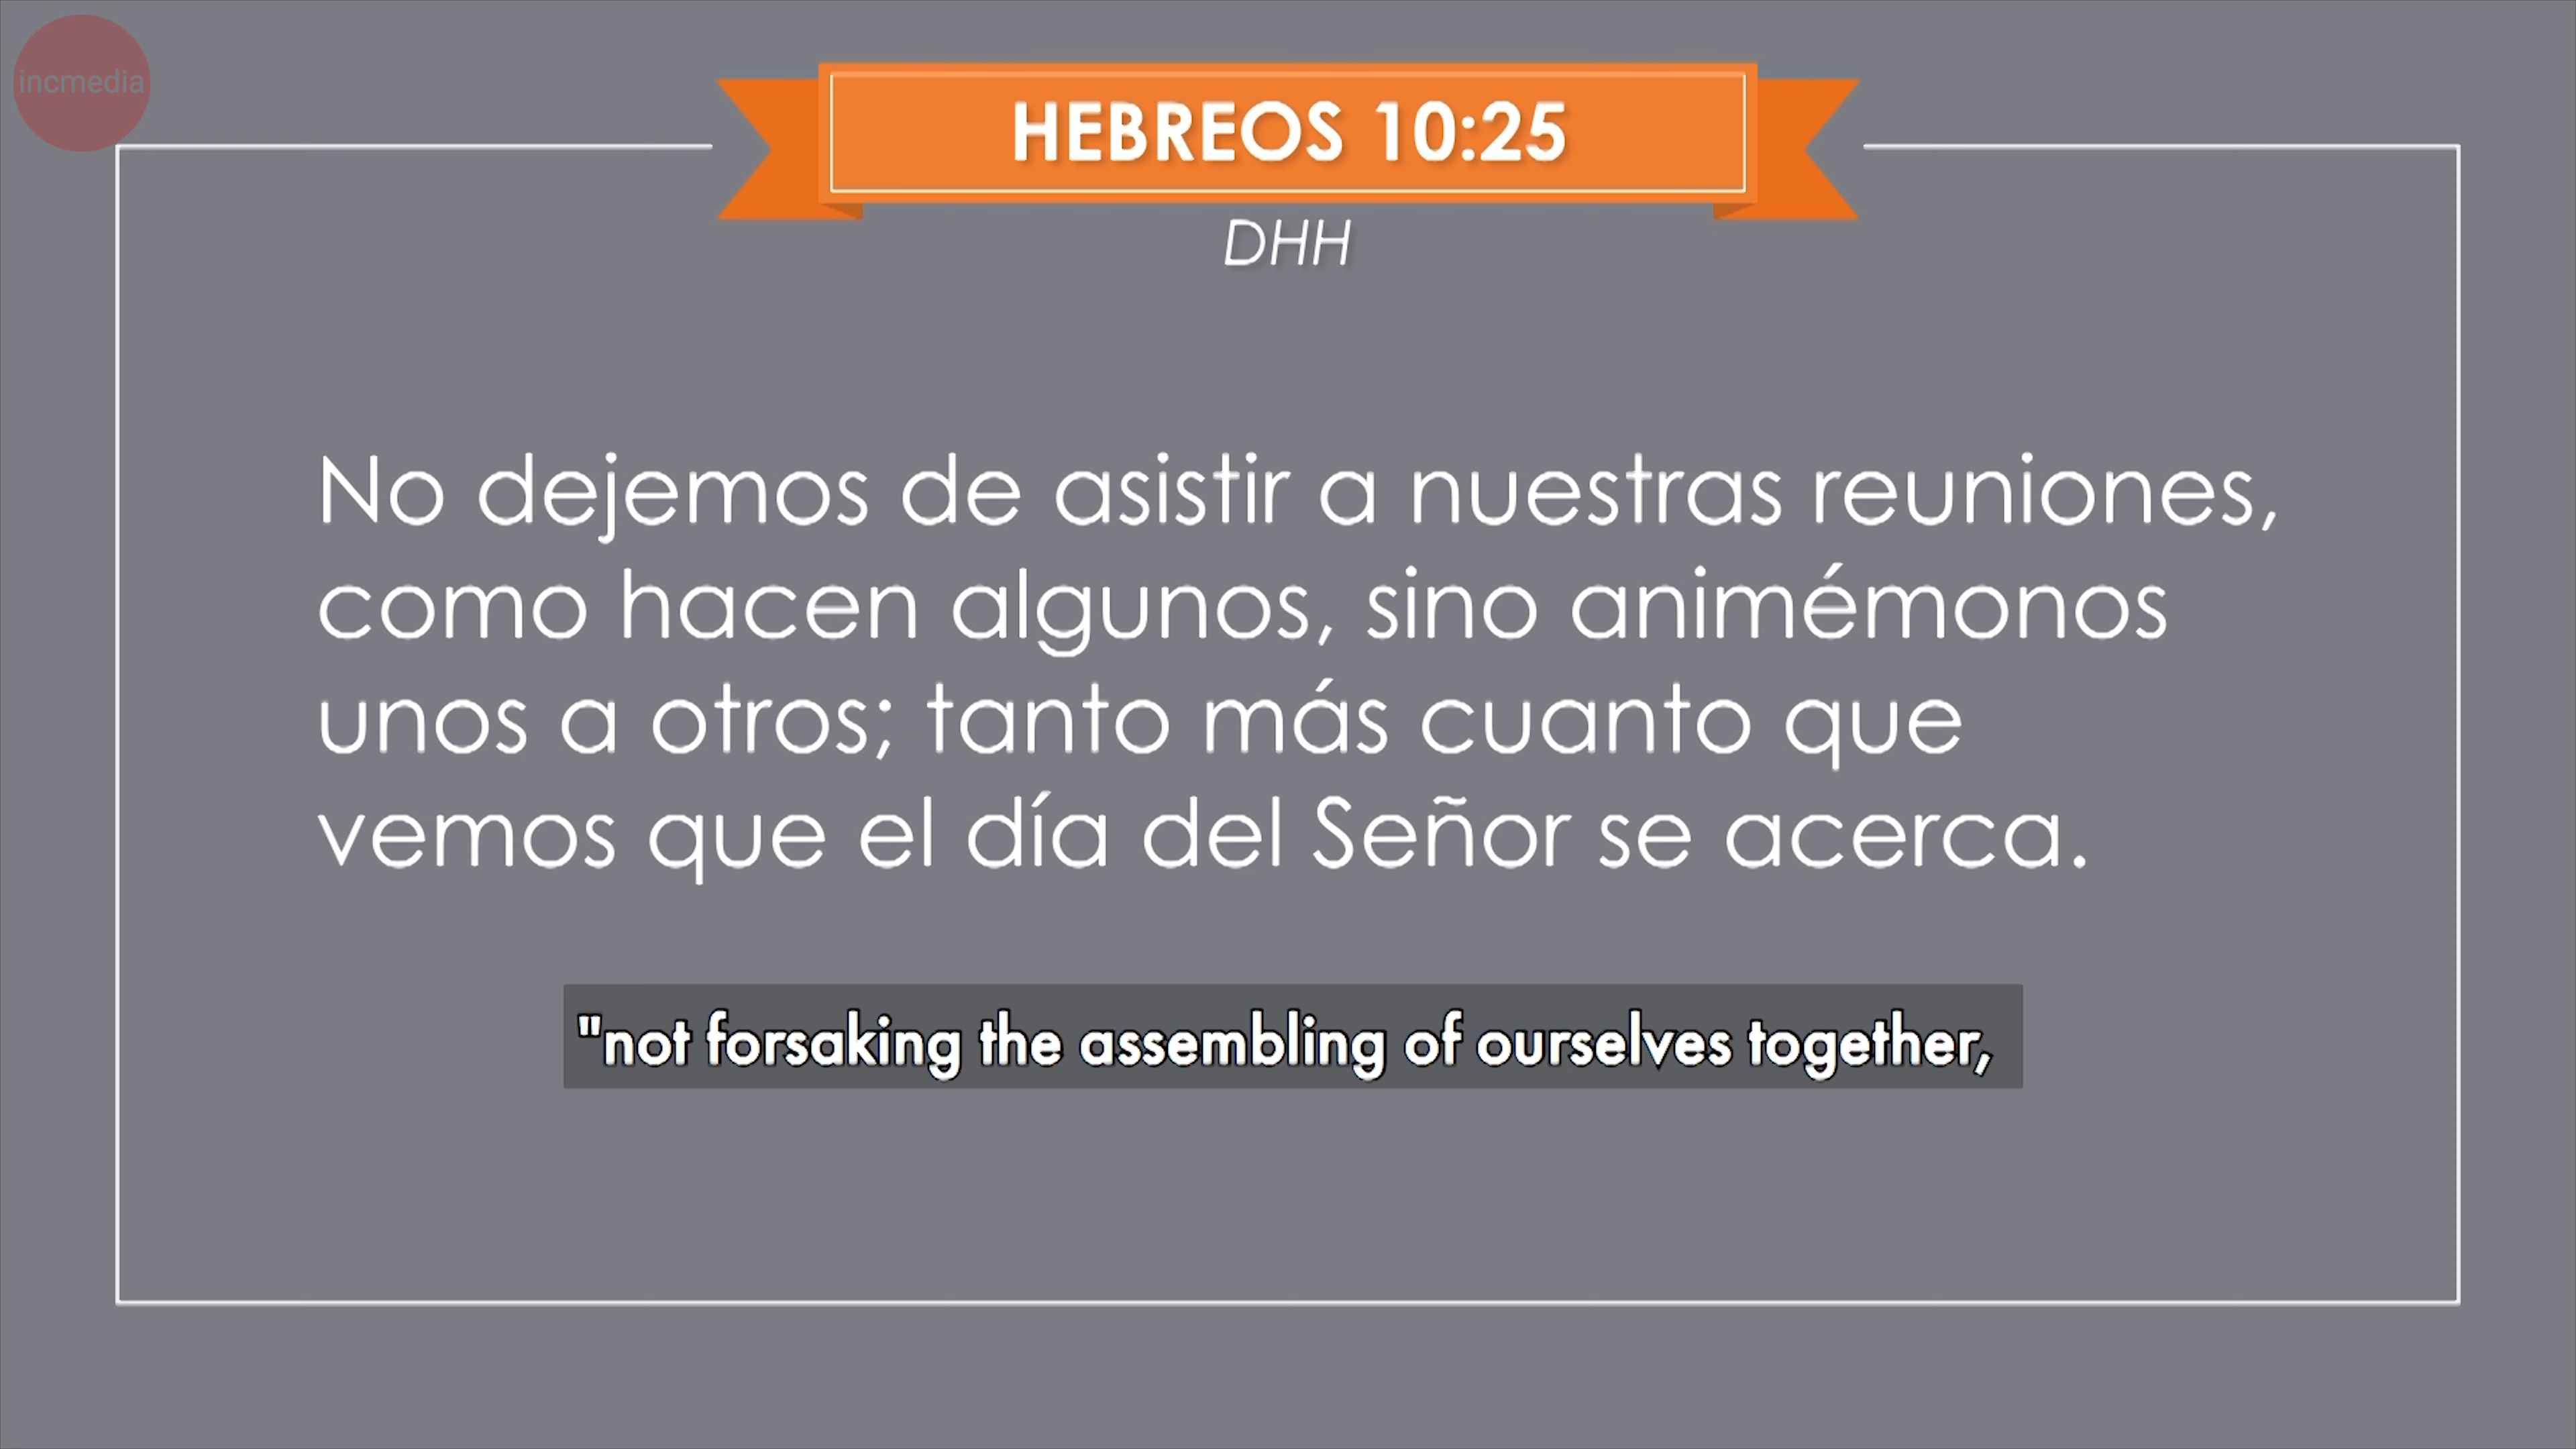 incmedia
HEBREOS 10:25
DHH
No dejemos de asistir a nuestras reuniones,
como hacen algunos, sino animémonos
unos a otros; tanto más cuanto que
vemos que el día del Señor se acerca.
"not forsaking the assembling of ourselves together,